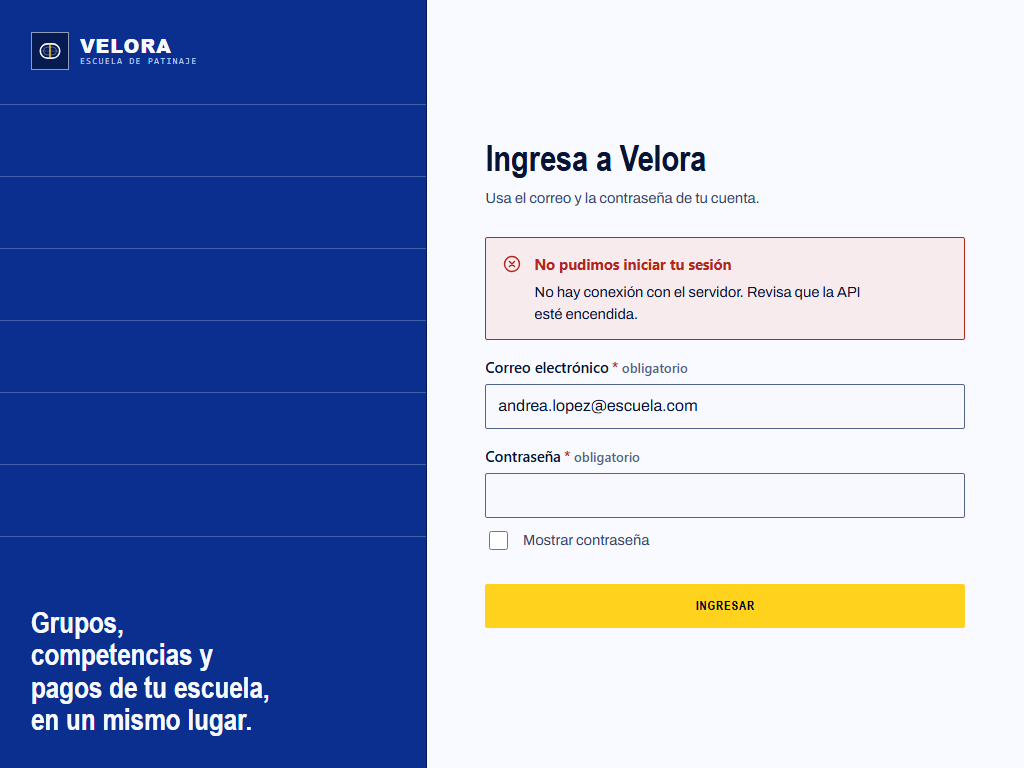 VELORA
ESCUELA DE PATINAJE
Grupos,
competencias y
pagos de tu escuela,
en un mismo lugar.
Ingresa a Velora
Usa el correo y la contraseña de tu cuenta.
No pudimos iniciar tu sesión
No hay conexión con el servidor. Revisa que la API
esté encendida.
Correo electrónico * obligatorio
andrea.lopez@escuela.com
Contraseña * obligatorio
Mostrar contraseña
INGRESAR